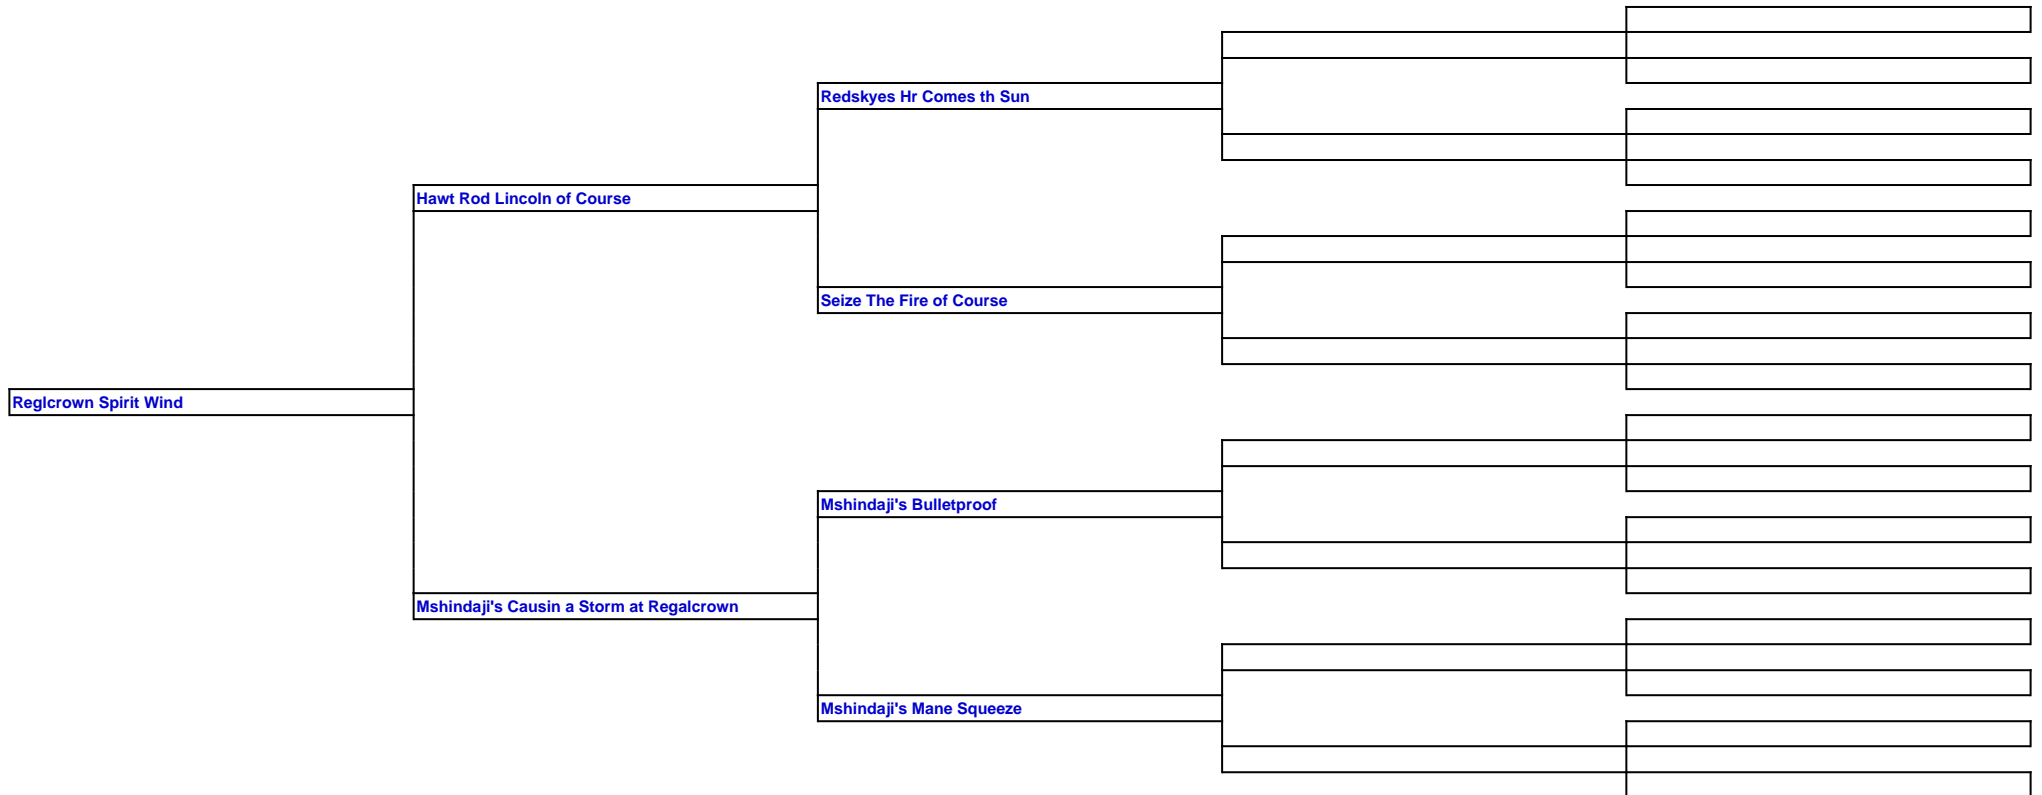 Redskyes Hr Comes th Sun
Hawt Rod Lincoln of Course
Seize The Fire of Course
Reglcrown Spirit Wind
Mshindaji's Bulletproof
Mshindaji's Causin a Storm at Regalcrown
Mshindaji's Mane Squeeze